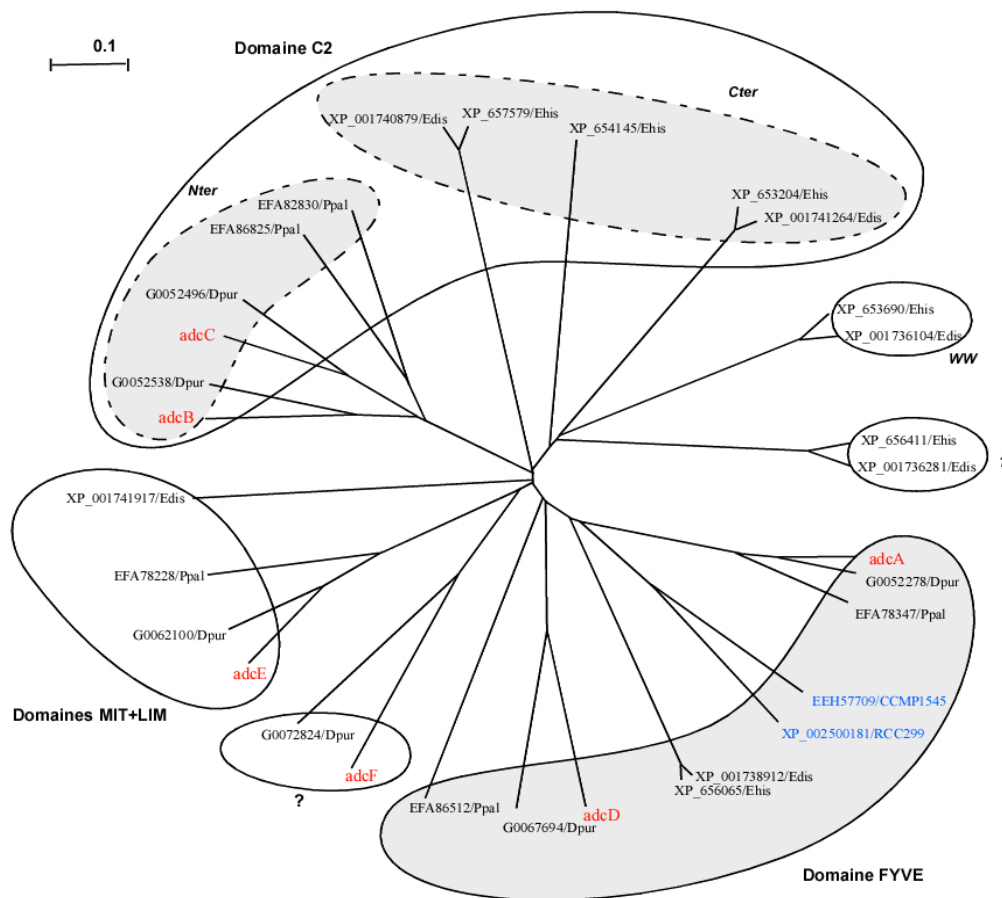 0.1
Domaine C2
Cter
XP_001740879/Edis
XP_657579/Ehis
XP_654145/Ehis
Nter
EFA82830/Ppal
EFA86825/Ppal
XP_653204/Ehis
XP_001741264/Edis
G0052496/Dpur
adcC
G0052538/Dpur
adcB
XP_653690/Ehis
XP_001736104/Edis
WW
XP_656411/Ehis
XP_001736281/Edis
?
XP_001741917/Edis
EFA78228/Ppal
G0062100/Dpur
adcE
Domaines MIT+LIM
adcA
G0052278/Dpur
EFA78347/Ppal
EEH57709/CCMP1545
XP_002500181/RCC299
G0072824/Dpur
adcF
?
XP_001738912/Edis
XP_656065/Ehis
EFA86512/Ppal
adcD
G0067694/Dpur
Domaine FYVE